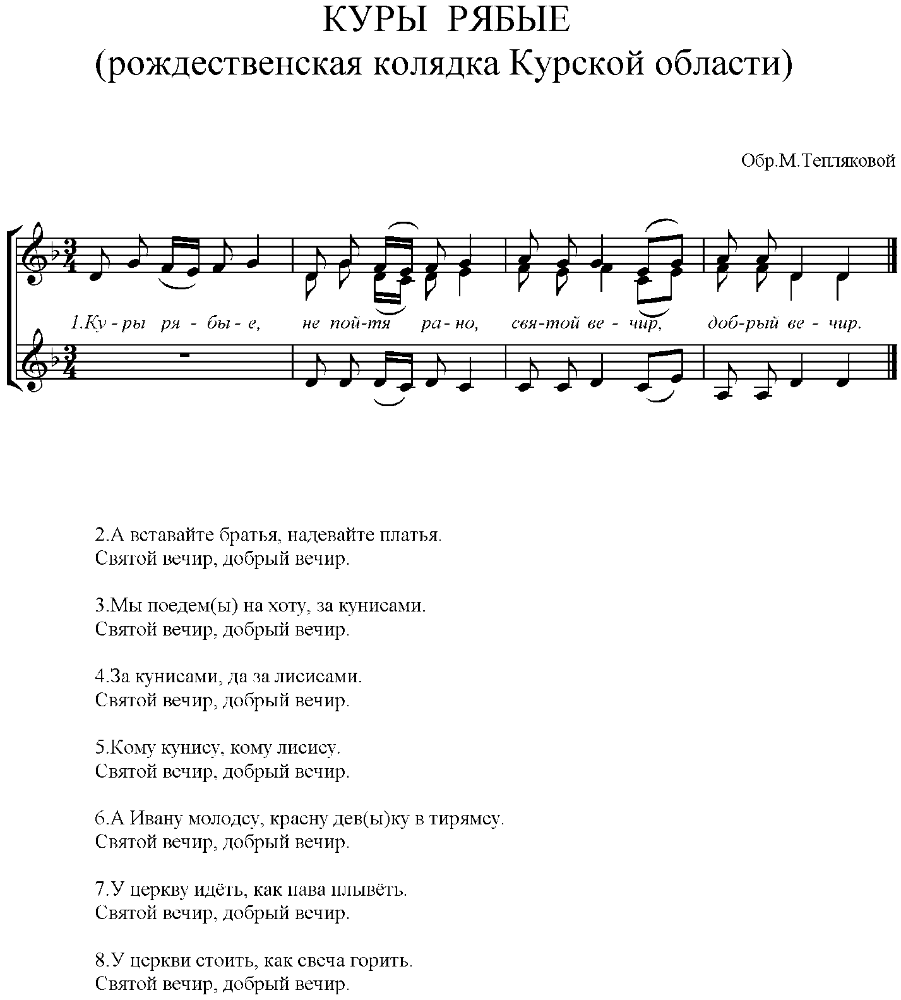 КУРЫ РЯБЫЕ
(рождественская колядка Курской области)
Обр.М.Тепляковой
1.Ку - ры ря - бы - е, не пой-тя ра - но, свя-той ве - чир, доб-рый ве - чир.
2.А вставайте братья, надевайте платья.
Святой вечир, добрый вечир.
3.Мы поедем(ы) на хоту, за кунисами.
Святой вечир, добрый вечир.
4.За кунисами, да за лисисами.
Святой вечир, добрый вечир.
5.Кому кунису, кому лисису.
Святой вечир, добрый вечир.
6.А Ивану молодсу, красну дев(ы)ку в тирямсу.
Святой вечир, добрый вечир.
7.У церкву идёть, как пава плывёть.
Святой вечир, добрый вечир.
8.У церкви стоить, как свеча горить.
Святой вечир, добрый вечир.